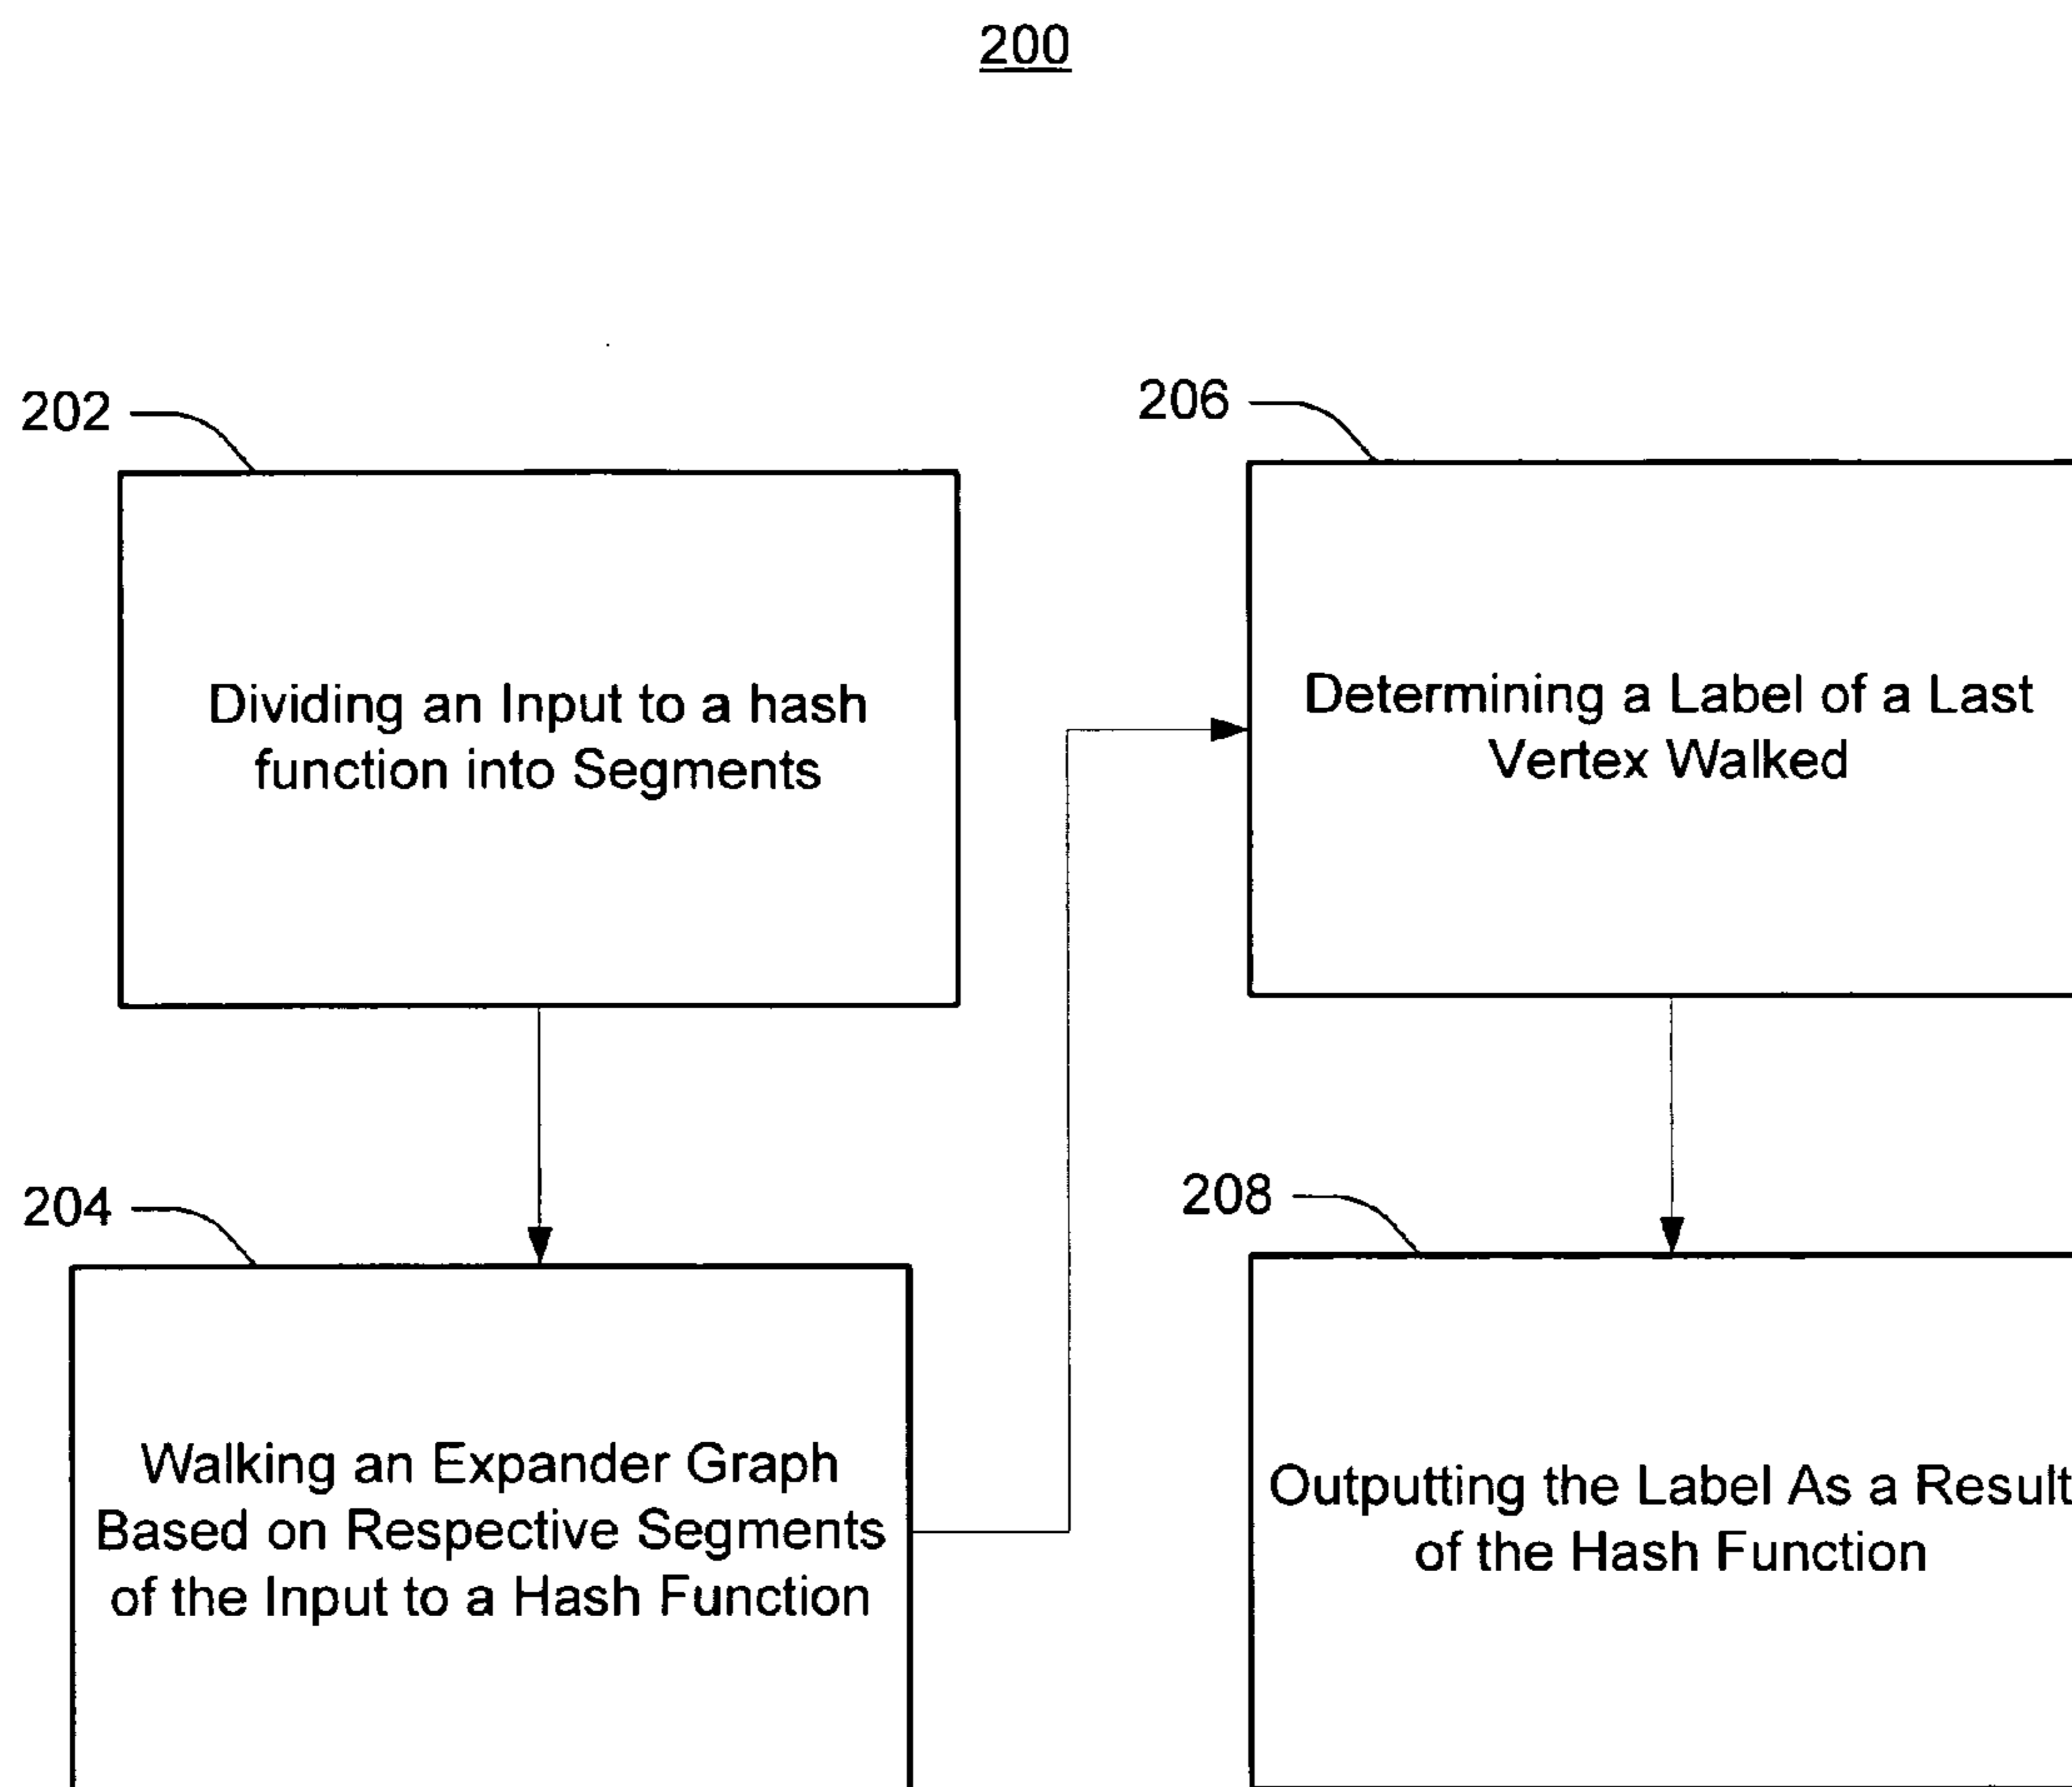 200
202
Dividing an Input to a hash
function into Segments
204
Walking an Expander Graph
Based on Respective Segments
of the Input to a Hash Function
206
Determining a Label of a Last
Vertex Walked
208
Outputting the Label As a Result
of the Hash Function